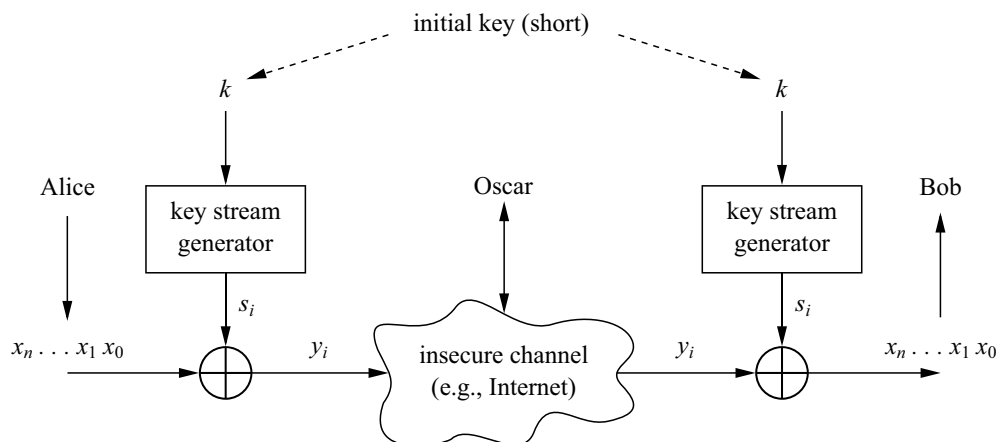 initial key (short)
k
k
Alice
Oscar
Bob
key stream
generator
key stream
generator
s_i
s_i
x_n . . . x_1 x_0
y_i
insecure channel
(e.g., Internet)
y_i
x_n . . . x_1 x_0